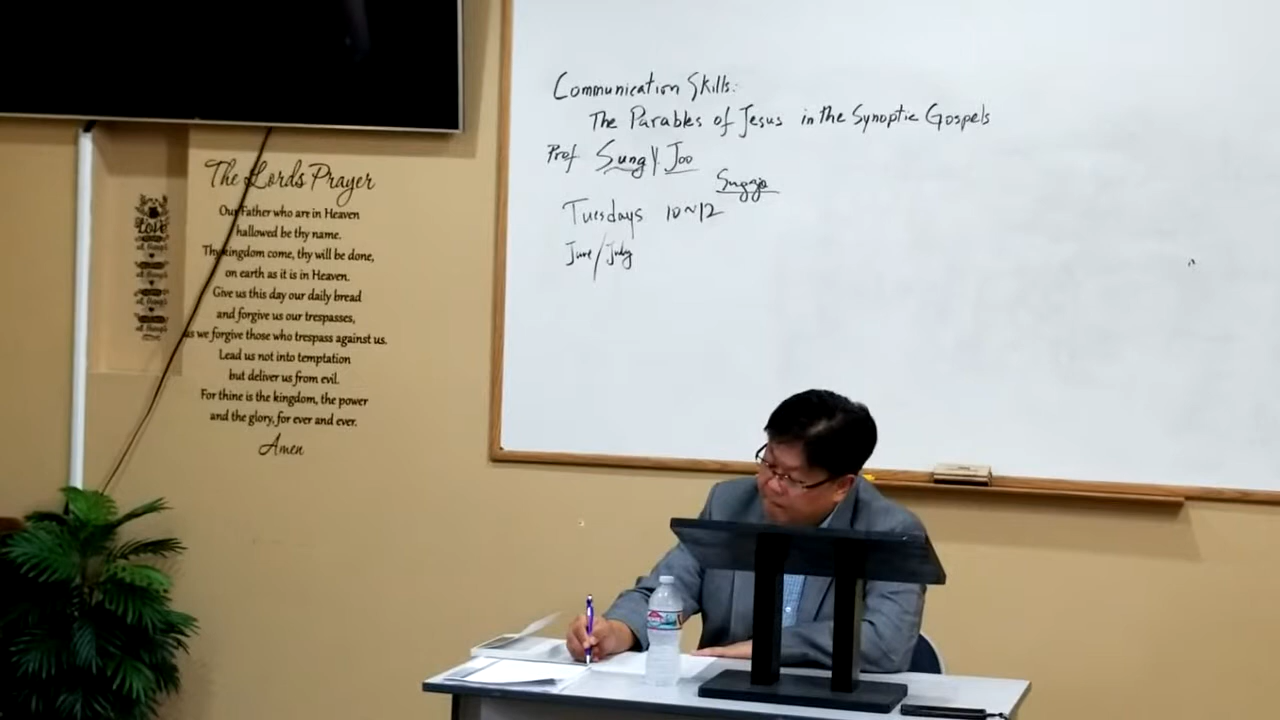 The Lords Prayer
Our Father who are in Heaven
hallowed be thy name.
Thy kingdom come, thy will be done,
on earth as it is in Heaven.
Give us this day our daily bread
and forgive us our trespasses,
as we forgive those who trespass against us.
Lead us not into temptation
but deliver us from evil.
For thine is the kingdom, the power
and the glory, for ever and ever.
Amen
Love
Communication Skills:
The Parables of Jesus in the Synoptic Gospels
Prof Sung Y. Joo
Tuesdays 10~12
June/July